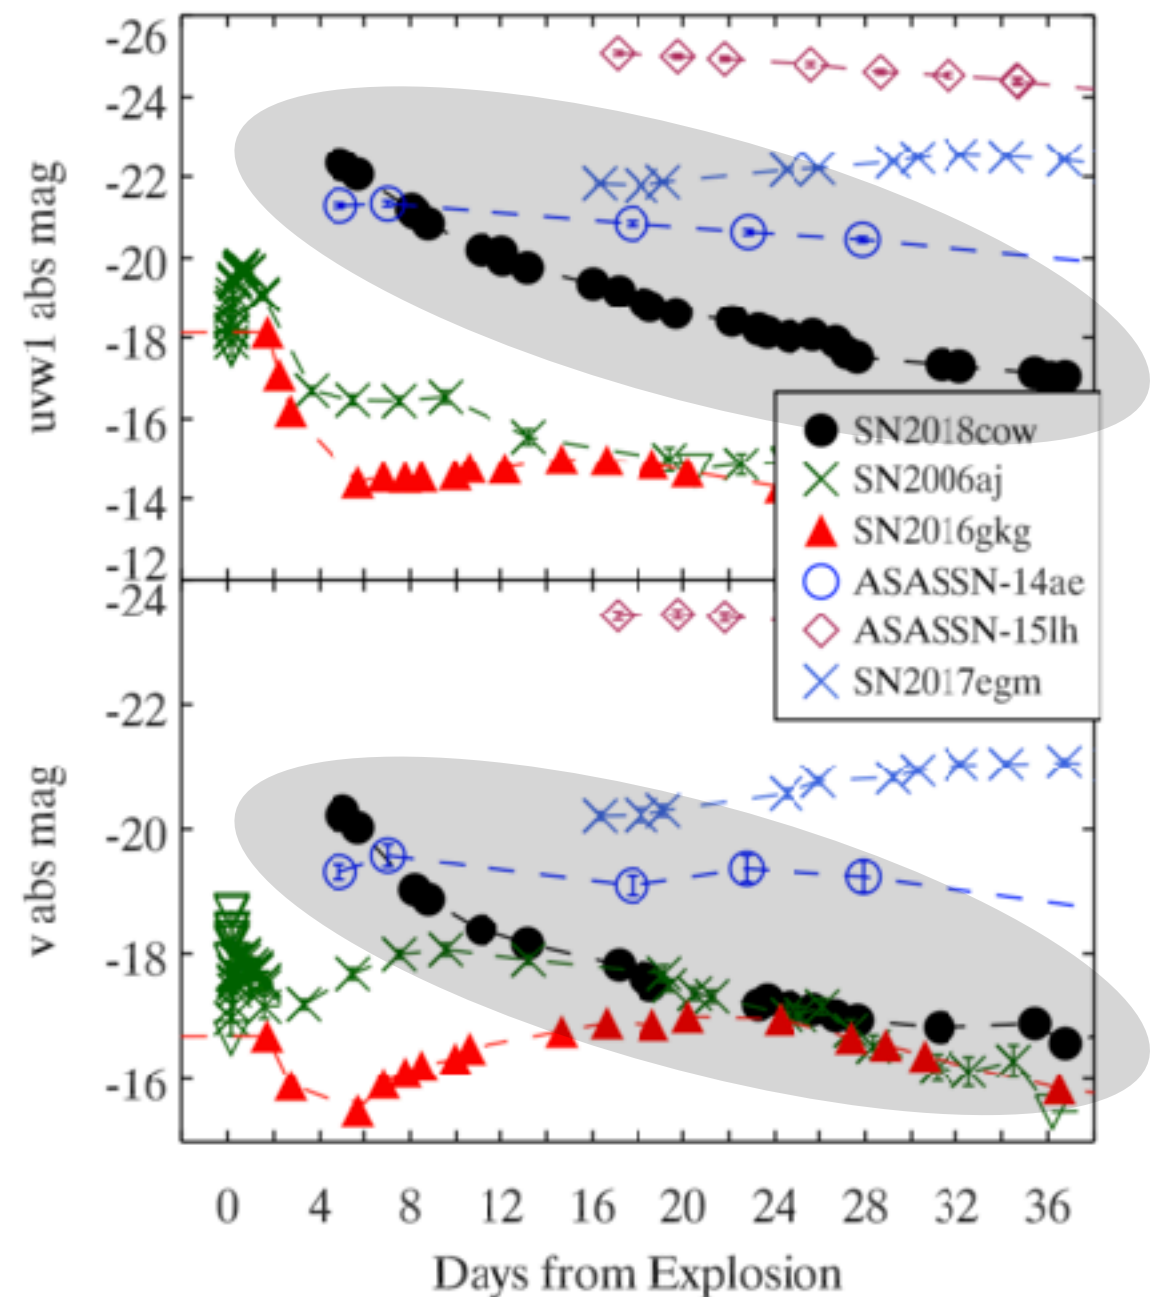 uvw1 abs mag
-26
-24
-22
-20
-18
-16
-14
-12
SN2018cow
SN2006aj
SN2016gkg
ASASSN-14ae
ASASSN-15lh
SN2017egm
v abs mag
-24
-22
-20
-18
-16
0 4 8 12 16 20 24 28 32 36
Days from Explosion